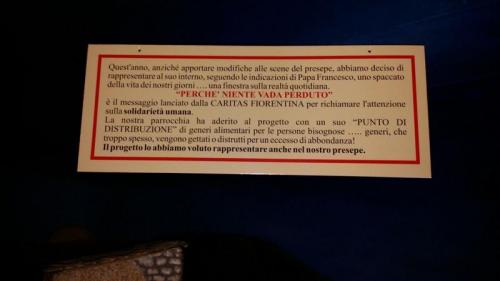 Quest'anno, anziché apportare modifiche alle scene del presepe, abbiamo deciso di
rappresentare al suo interno, seguendo le indicazioni di Papa Francesco, uno spaccato
della vita dei nostri giorni .... una finestra sulla realtà quotidiana.
"PERCHE' NIENTE VADA PERDUTO"
è il messaggio lanciato dalla CARITAS FIORENTINA per richiamare l'attenzione
sulla solidarietà umana.
La nostra parrocchia ha aderito al progetto con un suo "PUNTO DI
DISTRIBUZIONE" di generi alimentari per le persone bisognose ..... generi, che
troppo spesso, vengono gettati o distrutti per un eccesso di abbondanza!
Il progetto lo abbiamo voluto rappresentare anche nel nostro presepe.